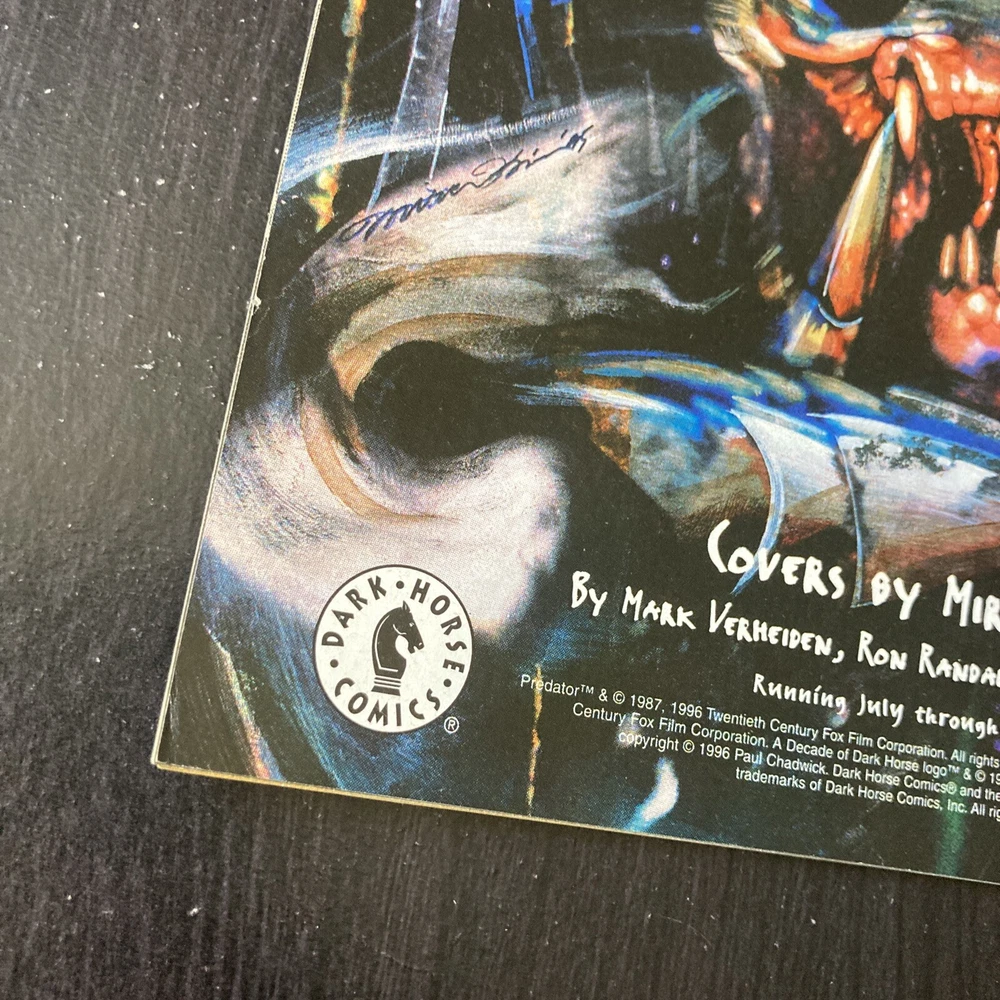 DARK • HORSE • COMICS •
®
COVERS BY MIR
BY MARK VERHEIDEN, RON RANDA
RUNNING JULY THROUGH
Predator™ & © 1987, 1996 Twentieth Century Fox Film Corporation. All rights
Century Fox Film Corporation. A Decade of Dark Horse logo™ & © 19
copyright © 1996 Paul Chadwick. Dark Horse Comics® and the
trademarks of Dark Horse Comics, Inc. All rig